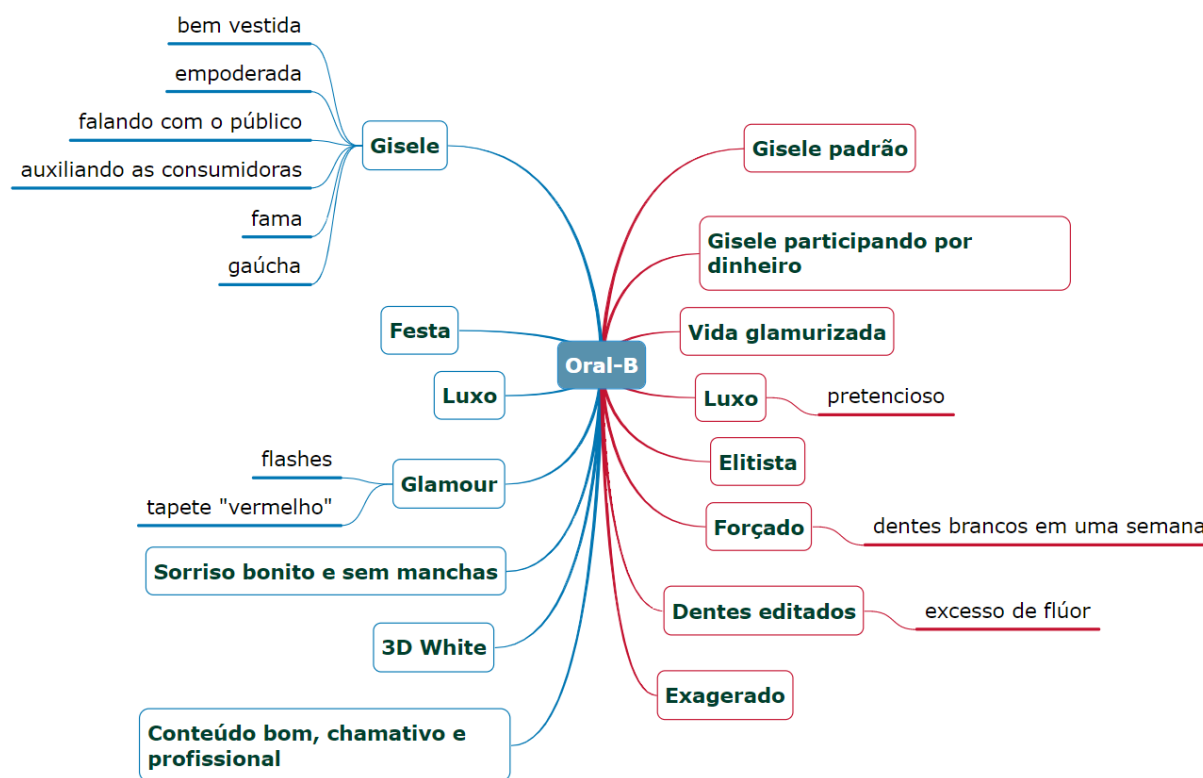 bem vestida
empoderada
falando com o público
auxiliando as consumidoras
fama
gaúcha
Gisele
Festa
Luxo
flashes
tapete "vermelho"
Glamour
Sorriso bonito e sem manchas
3D White
Conteúdo bom, chamativo e
profissional
Oral-B
Gisele padrão
Gisele participando por
dinheiro
Vida glamurizada
Luxo
pretencioso
Elitista
Forçado
dentes brancos em uma semana
Dentes editados
excesso de flúor
Exagerado